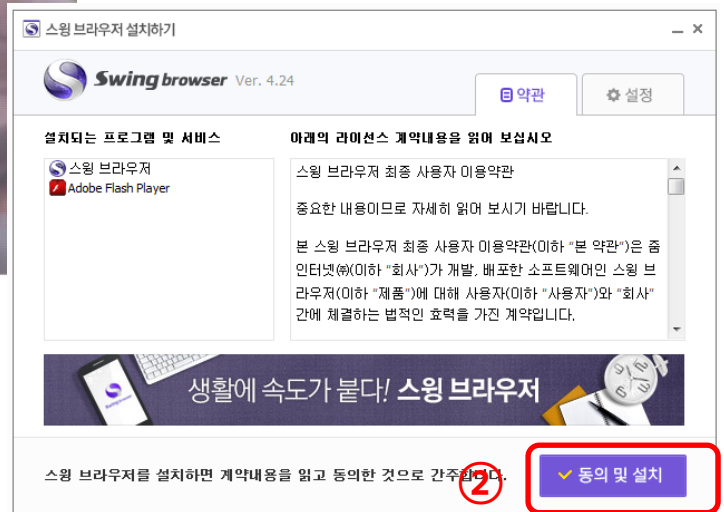 스윙 브라우저 설치하기
Swing browser Ver. 4.24
약관
설정
설치되는 프로그램 및 서비스
아래의 라이선스 계약내용을 읽어 보십시오
스윙 브라우저
Adobe Flash Player
스윙 브라우저 최종 사용자 이용약관
중요한 내용이므로 자세히 읽어 보시기 바랍니다.
본 스윙 브라우저 최종 사용자 이용약관(이하 "본 약관")은 줌
인터넷㈜(이하 "회사")가 개발, 배포한 소프트웨어인 스윙 브
라우저(이하 "제품")에 대해 사용자(이하 "사용자")와 "회사"
간에 체결하는 법적인 효력을 가진 계약입니다.
Swing browser
생활에 속도가 붙다! 스윙 브라우저
스윙 브라우저를 설치하면 계약내용을 읽고 동의한 것으로 간주합니다.
②
동의 및 설치